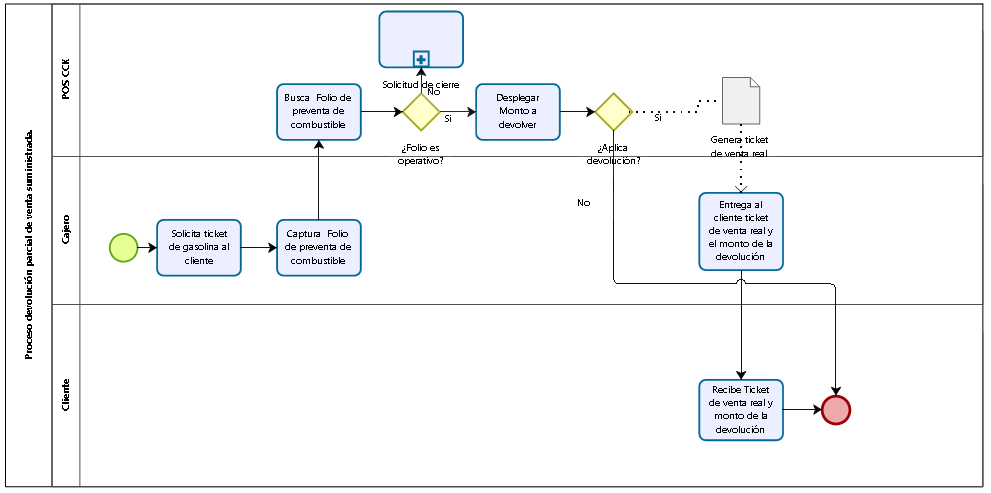 Proceso devolución parcial de venta suministrada.
POS CCK
Solicitud de cierre
No
Busca Folio de
preventa de
combustible
¿Folio es
operativo?
Si
Desplegar
Monto a
devolver
¿Aplica
devolución?
Si
Genera ticket
de venta real
No
Cajero
Solicita ticket
de gasolina al
cliente
Captura Folio
de preventa de
combustible
Entrega al
cliente ticket
de venta real y
el monto de la
devolución
Cliente
Recibe Ticket
de venta real y
monto de la
devolución